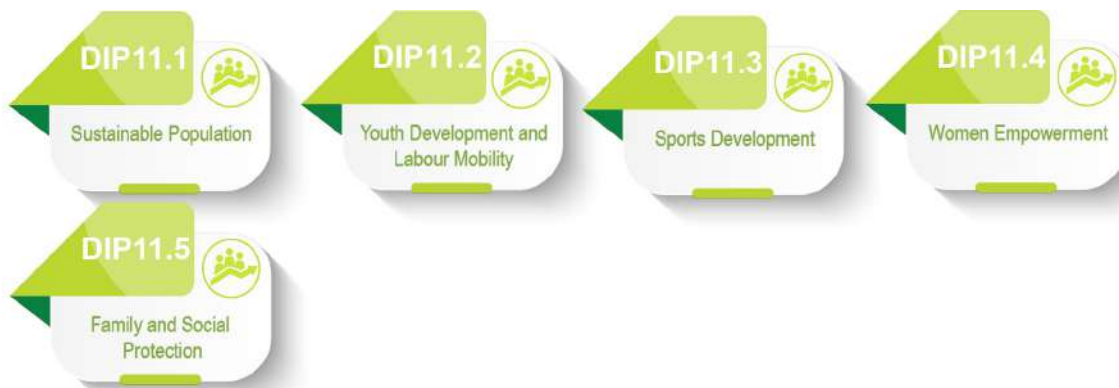 DIP11.1
Sustainable Population
DIP11.2
Youth Development and
Labour Mobility
DIP11.3
Sports Development
DIP11.4
Women Empowerment
DIP11.5
Family and Social
Protection